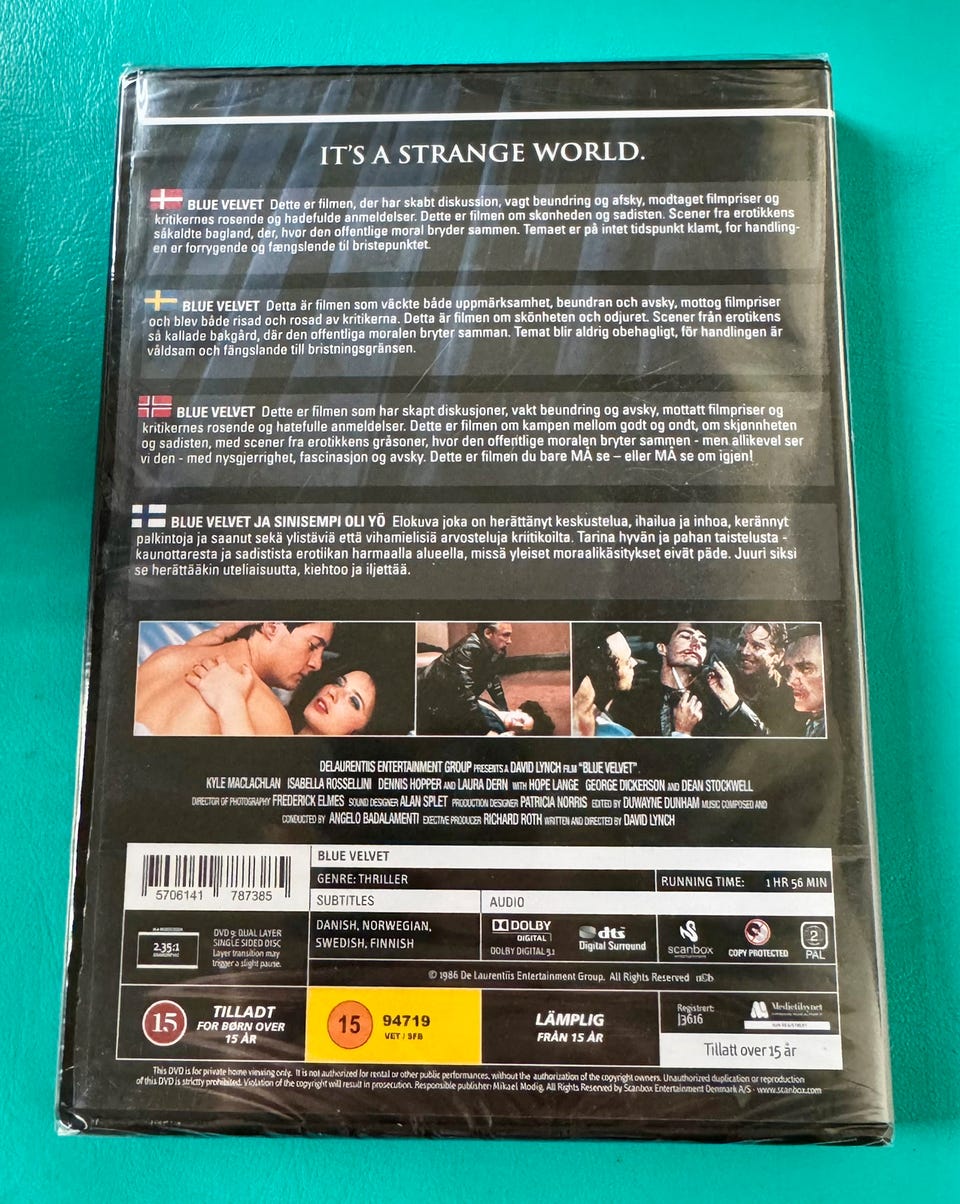 IT'S A STRANGE WORLD.
BLUE VELVET Dette er filmen, der har skabt diskussion, vagt beundring og afsky, modtaget filmpriser og
kritikernes rosende og hadefulde anmeldelser. Dette er filmen om skønheden og sadisten. Scener fra erotikkens
såkaldte bagland, der, hvor den offentlige moral bryder sammen. Temaet er på intet tidspunkt klamt, for handling-
en er forrygende og fængslende til bristepunktet.
BLUE VELVET Detta är filmen som väckte både uppmärksamhet, beundran och avsky, mottog filmpriser
och blev både risad och rosad av kritikerna. Detta är filmen om skönheten och odjuret. Scener från erotikens
så kallade bakgård, där den offentliga moralen bryter samman. Temat blir aldrig obehagligt, för handlingen är
våldsam och fängslande till bristningsgränsen.
BLUE VELVET Dette er filmen som har skapt diskusjoner, vakt beundring og avsky, mottatt filmpriser og
kritikernes rosende og hatefulle anmeldelser. Dette er filmen om kampen mellom godt og ondt, om skjønnheten
og sadisten, med scener fra erotikkens gråsoner, hvor den offentlige moralen bryter sammen - men allikevel ser
vi den - med nysgjerrighet, fascinasjon og avsky. Dette er filmen du bare MÅ se – eller MÅ se om igjen!
BLUE VELVET JA SINISEMPI OLI YÖ Elokuva joka on herättänyt keskustelua, ihailua ja inhoa, kerännyt
palkintoja ja saanut sekä ylistäviä että vihamielisiä arvosteluja kriitikoilta. Tarina hyvän ja pahan taistelusta -
kaunottaresta ja sadistista erotiikan harmaalla alueella, missä yleiset moraalikäsitykset eivät päde. Juuri siksi
se herättääkin uteliaisuutta, kiehtoo ja iljettää.
DELAURENTIIS ENTERTAINMENT GROUP PRESENTS A DAVID LYNCH FILM "BLUE VELVET"
KYLE MACLACHLAN ISABELLA ROSSELLINI DENNIS HOPPER AND LAURA DERN WITH HOPE LANGE GEORGE DICKERSON AND DEAN STOCKWELL
DIRECTOR OF PHOTOGRAPHY FREDERICK ELMES SOUND DESIGNER ALAN SPLET PRODUCTION DESIGNER PATRICIA NORRIS EDITED BY DUWAYNE DUNHAM MUSIC COMPOSED AND
CONDUCTED BY ANGELO BADALAMENTI EXECTIVE PRODUCER RICHARD ROTH WRITTEN AND DIRECTED BY DAVID LYNCH
5706141 787385
BLUE VELVET
GENRE: THRILLER
RUNNING TIME: 1 HR 56 MIN
SUBTITLES
AUDIO
DANISH, NORWEGIAN,
SWEDISH, FINNISH
2.35:1
DVD 9: DUAL LAYER
SINGLE SIDED DISC
Layer transition may
trigger a slight pause.
DOLBY
DIGITAL
DOLBY DIGITAL 5.1
dts
Digital Surround
scanbox
entertainment
COPY PROTECTED
2
PAL
© 1986 De Laurentiis Entertainment Group. All Rights Reserved n©b
15
TILLADT
FOR BØRN OVER
15 ÅR
15
94719
VET / SFB
LÄMPLIG
FRÅN 15 ÅR
Registrert:
J3616
Medietilsynet
Tillatt over 15 år
This DVD is for private home viewing only. It is not authorized for rental or other public performances, without the authorization of the copyright owners. Unauthorized duplication or reproduction
of this DVD is strictly prohibited. Violation of the copyright will result in prosecution. Responsible publisher: Mikael Modig, All Rights Reserved by Scanbox Entertainment Denmark A/S · www.scanbox.com